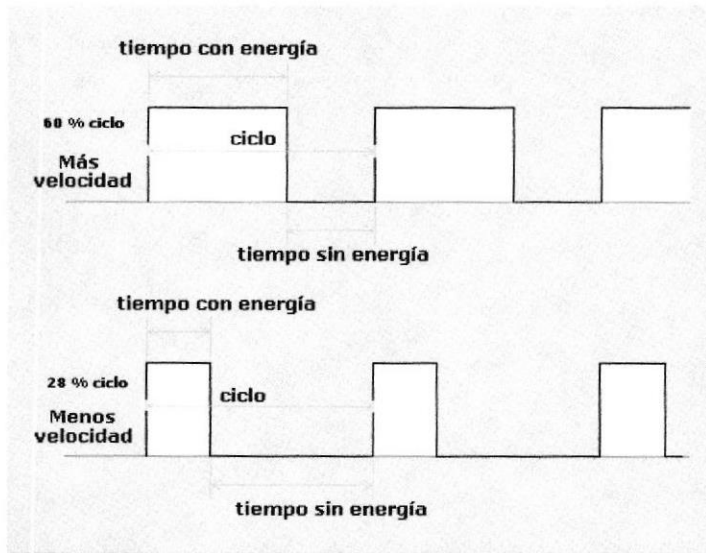 tiempo con energía
60 % ciclo
ciclo
Más
velocidad
tiempo sin energía
tiempo con energía
28 % ciclo
ciclo
Menos
velocidad
tiempo sin energía